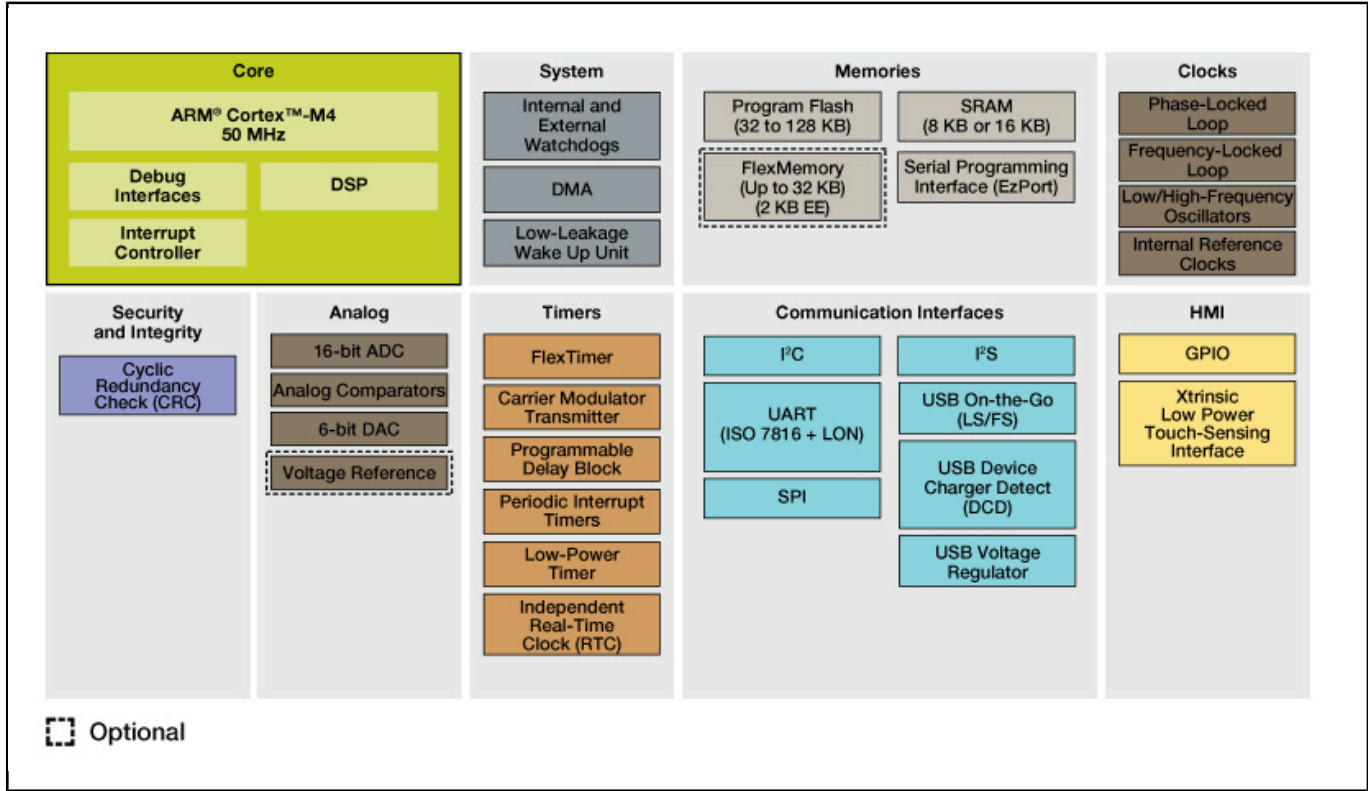 Core
ARM® Cortex™-M4
50 MHz
Debug
Interfaces
DSP
Interrupt
Controller
System
Internal and
External
Watchdogs
DMA
Low-Leakage
Wake Up Unit
Memories
Program Flash
(32 to 128 KB)
SRAM
(8 KB or 16 KB)
FlexMemory
(Up to 32 KB)
(2 KB EE)
Serial Programming
Interface (EzPort)
Clocks
Phase-Locked
Loop
Frequency-Locked
Loop
Low/High-Frequency
Oscillators
Internal Reference
Clocks
Security
and Integrity
Cyclic
Redundancy
Check (CRC)
Analog
16-bit ADC
Analog Comparators
6-bit DAC
Voltage Reference
Timers
FlexTimer
Carrier Modulator
Transmitter
Programmable
Delay Block
Periodic Interrupt
Timers
Low-Power
Timer
Independent
Real-Time
Clock (RTC)
Communication Interfaces
I²C
UART
(ISO 7816 + LON)
SPI
I²S
USB On-the-Go
(LS/FS)
USB Device
Charger Detect
(DCD)
USB Voltage
Regulator
HMI
GPIO
Xtrinsic
Low Power
Touch-Sensing
Interface
Optional